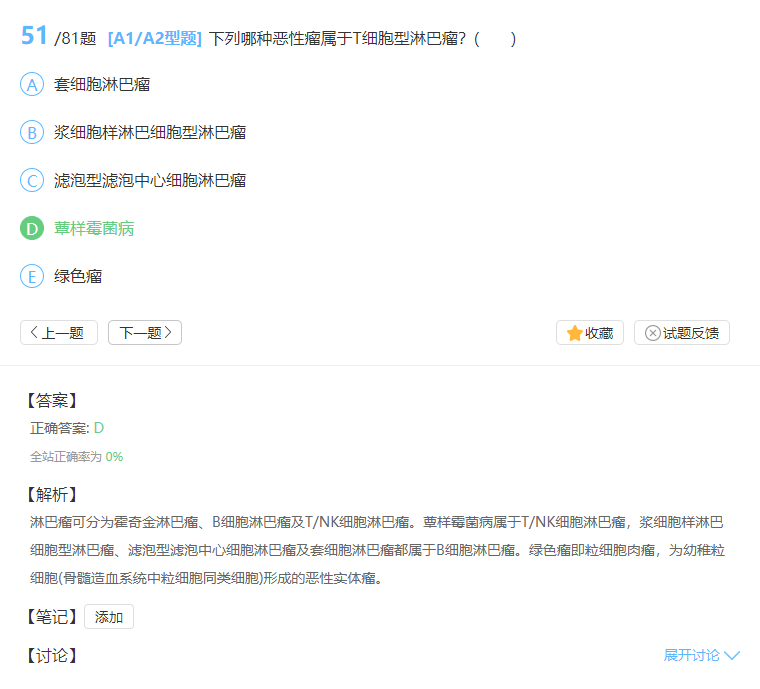 51 /81题 [A1/A2型题] 下列哪种恶性瘤属于T细胞型淋巴瘤?( )
A 套细胞淋巴瘤
B 浆细胞样淋巴细胞型淋巴瘤
C 滤泡型滤泡中心细胞淋巴瘤
D 蕈样霉菌病
E 绿色瘤
上一题 下一题 收藏 试题反馈
【答案】
正确答案: D
全站正确率为 0%
【解析】
淋巴瘤可分为霍奇金淋巴瘤、B细胞淋巴瘤及T/NK细胞淋巴瘤。蕈样霉菌病属于T/NK细胞淋巴瘤，浆细胞样淋巴
细胞型淋巴瘤、滤泡型滤泡中心细胞淋巴瘤及套细胞淋巴瘤都属于B细胞淋巴瘤。绿色瘤即粒细胞肉瘤，为幼稚粒
细胞(骨髓造血系统中粒细胞同类细胞)形成的恶性实体瘤。
【笔记】 添加
【讨论】 展开讨论